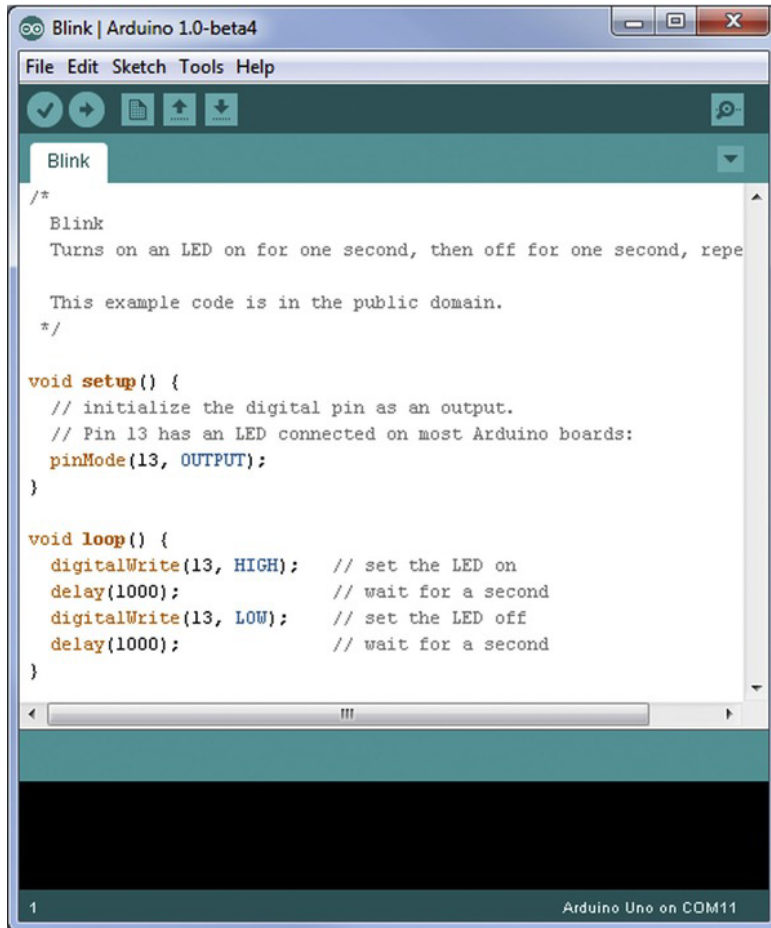 Blink | Arduino 1.0-beta4
File Edit Sketch Tools Help
Blink
/*
  Blink
  Turns on an LED on for one second, then off for one second, repe

  This example code is in the public domain.
 */

void setup() {
  // initialize the digital pin as an output.
  // Pin 13 has an LED connected on most Arduino boards:
  pinMode(13, OUTPUT);
}

void loop() {
  digitalWrite(13, HIGH);   // set the LED on
  delay(1000);              // wait for a second
  digitalWrite(13, LOW);    // set the LED off
  delay(1000);              // wait for a second
}
1 Arduino Uno on COM11